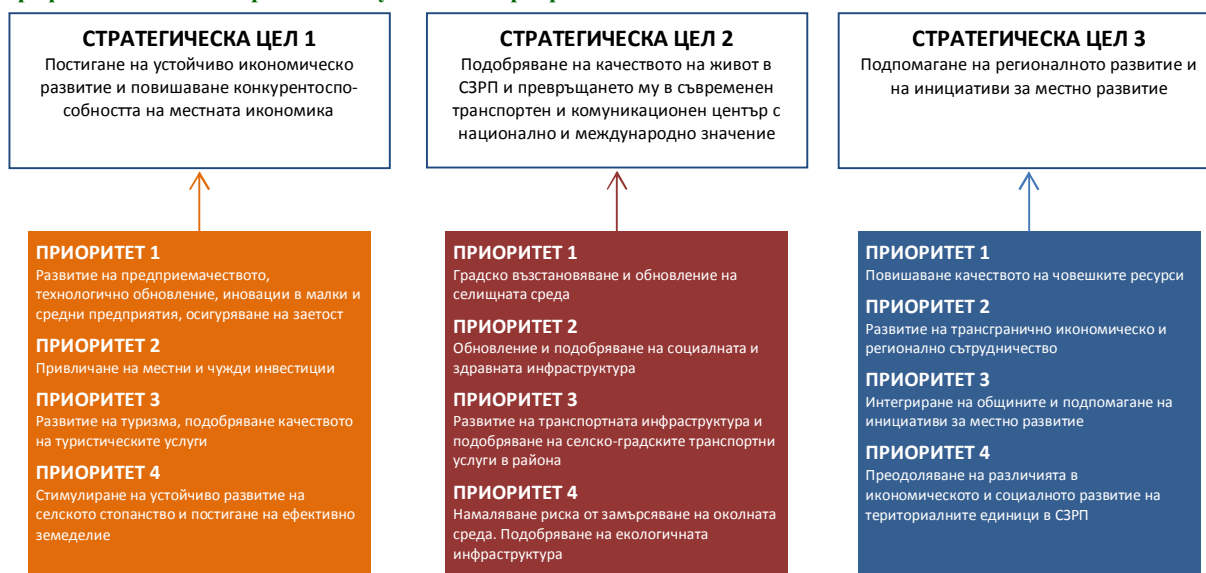 СТРАТЕГИЧЕСКА ЦЕЛ 1
Постигане на устойчиво икономическо
развитие и повишаване конкурентоспо-
собността на местната икономика
СТРАТЕГИЧЕСКА ЦЕЛ 2
Подобряване на качеството на живот в
СЗРП и превръщането му в съвременен
транспортен и комуникационен център с
национално и международно значение
СТРАТЕГИЧЕСКА ЦЕЛ 3
Подпомагане на регионалното развитие и
на инициативи за местно развитие
ПРИОРИТЕТ 1
Развитие на предприемачеството,
технологично обновление, иновации в малки и
средни предприятия, осигуряване на заетост
ПРИОРИТЕТ 2
Привличане на местни и чужди инвестиции
ПРИОРИТЕТ 3
Развитие на туризма, подобряване качеството
на туристическите услуги
ПРИОРИТЕТ 4
Стимулиране на устойчиво развитие на
селското стопанство и постигане на ефективно
земеделие
ПРИОРИТЕТ 1
Градско възстановяване и обновление на
селищната среда
ПРИОРИТЕТ 2
Обновление и подобряване на социалната и
здравната инфраструктура
ПРИОРИТЕТ 3
Развитие на транспортната инфраструктура и
подобряване на селско-градските транспортни
услуги в района
ПРИОРИТЕТ 4
Намаляване риска от замърсяване на околната
среда. Подобряване на екологичната
инфраструктура
ПРИОРИТЕТ 1
Повишаване качеството на човешките ресурси
ПРИОРИТЕТ 2
Развитие на трансгранично икономическо и
регионално сътрудничество
ПРИОРИТЕТ 3
Интегриране на общините и подпомагане на
инициативи за местно развитие
ПРИОРИТЕТ 4
Преодоляване на различията в
икономическото и социалното развитие на
териториалните единици в СЗРП